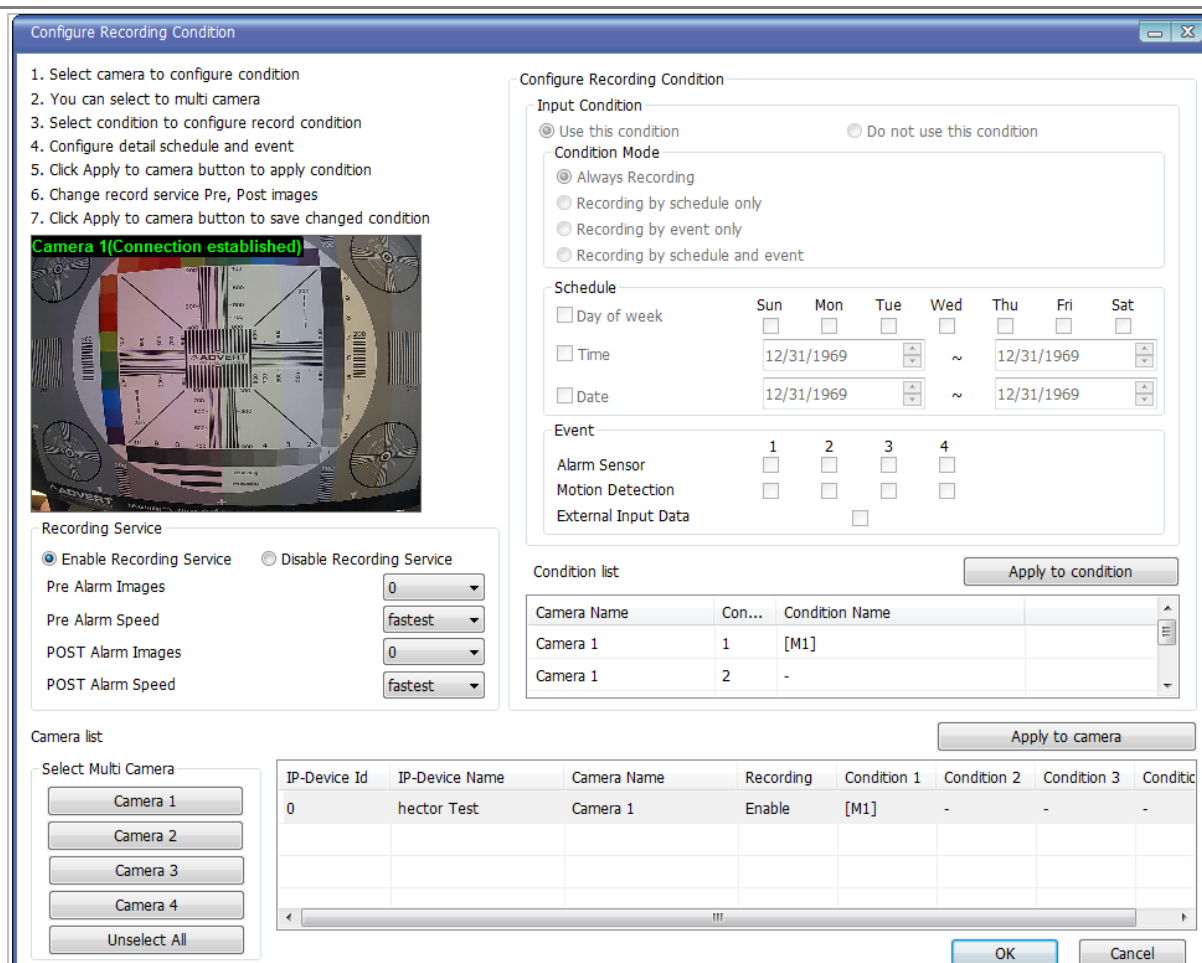 Configure Recording Condition
1. Select camera to configure condition
2. You can select to multi camera
3. Select condition to configure record condition
4. Configure detail schedule and event
5. Click Apply to camera button to apply condition
6. Change record service Pre, Post images
7. Click Apply to camera button to save changed condition
Camera 1(Connection established)
ADVERT
ADVERT
Recording Service
Enable Recording Service Disable Recording Service
Pre Alarm Images 0
Pre Alarm Speed fastest
POST Alarm Images 0
POST Alarm Speed fastest
Configure Recording Condition
Input Condition
Use this condition Do not use this condition
Condition Mode
Always Recording
Recording by schedule only
Recording by event only
Recording by schedule and event
Schedule
Sun Mon Tue Wed Thu Fri Sat
Day of week
Time 12/31/1969 ~ 12/31/1969
Date 12/31/1969 ~ 12/31/1969
Event
1 2 3 4
Alarm Sensor
Motion Detection
External Input Data
Condition list Apply to condition
Camera Name Con... Condition Name
Camera 1 1 [M1]
Camera 1 2 -
Camera list Apply to camera
Select Multi Camera
Camera 1
Camera 2
Camera 3
Camera 4
Unselect All
IP-Device Id IP-Device Name Camera Name Recording Condition 1 Condition 2 Condition 3 Conditic
0 hector Test Camera 1 Enable [M1] - - -
OK Cancel